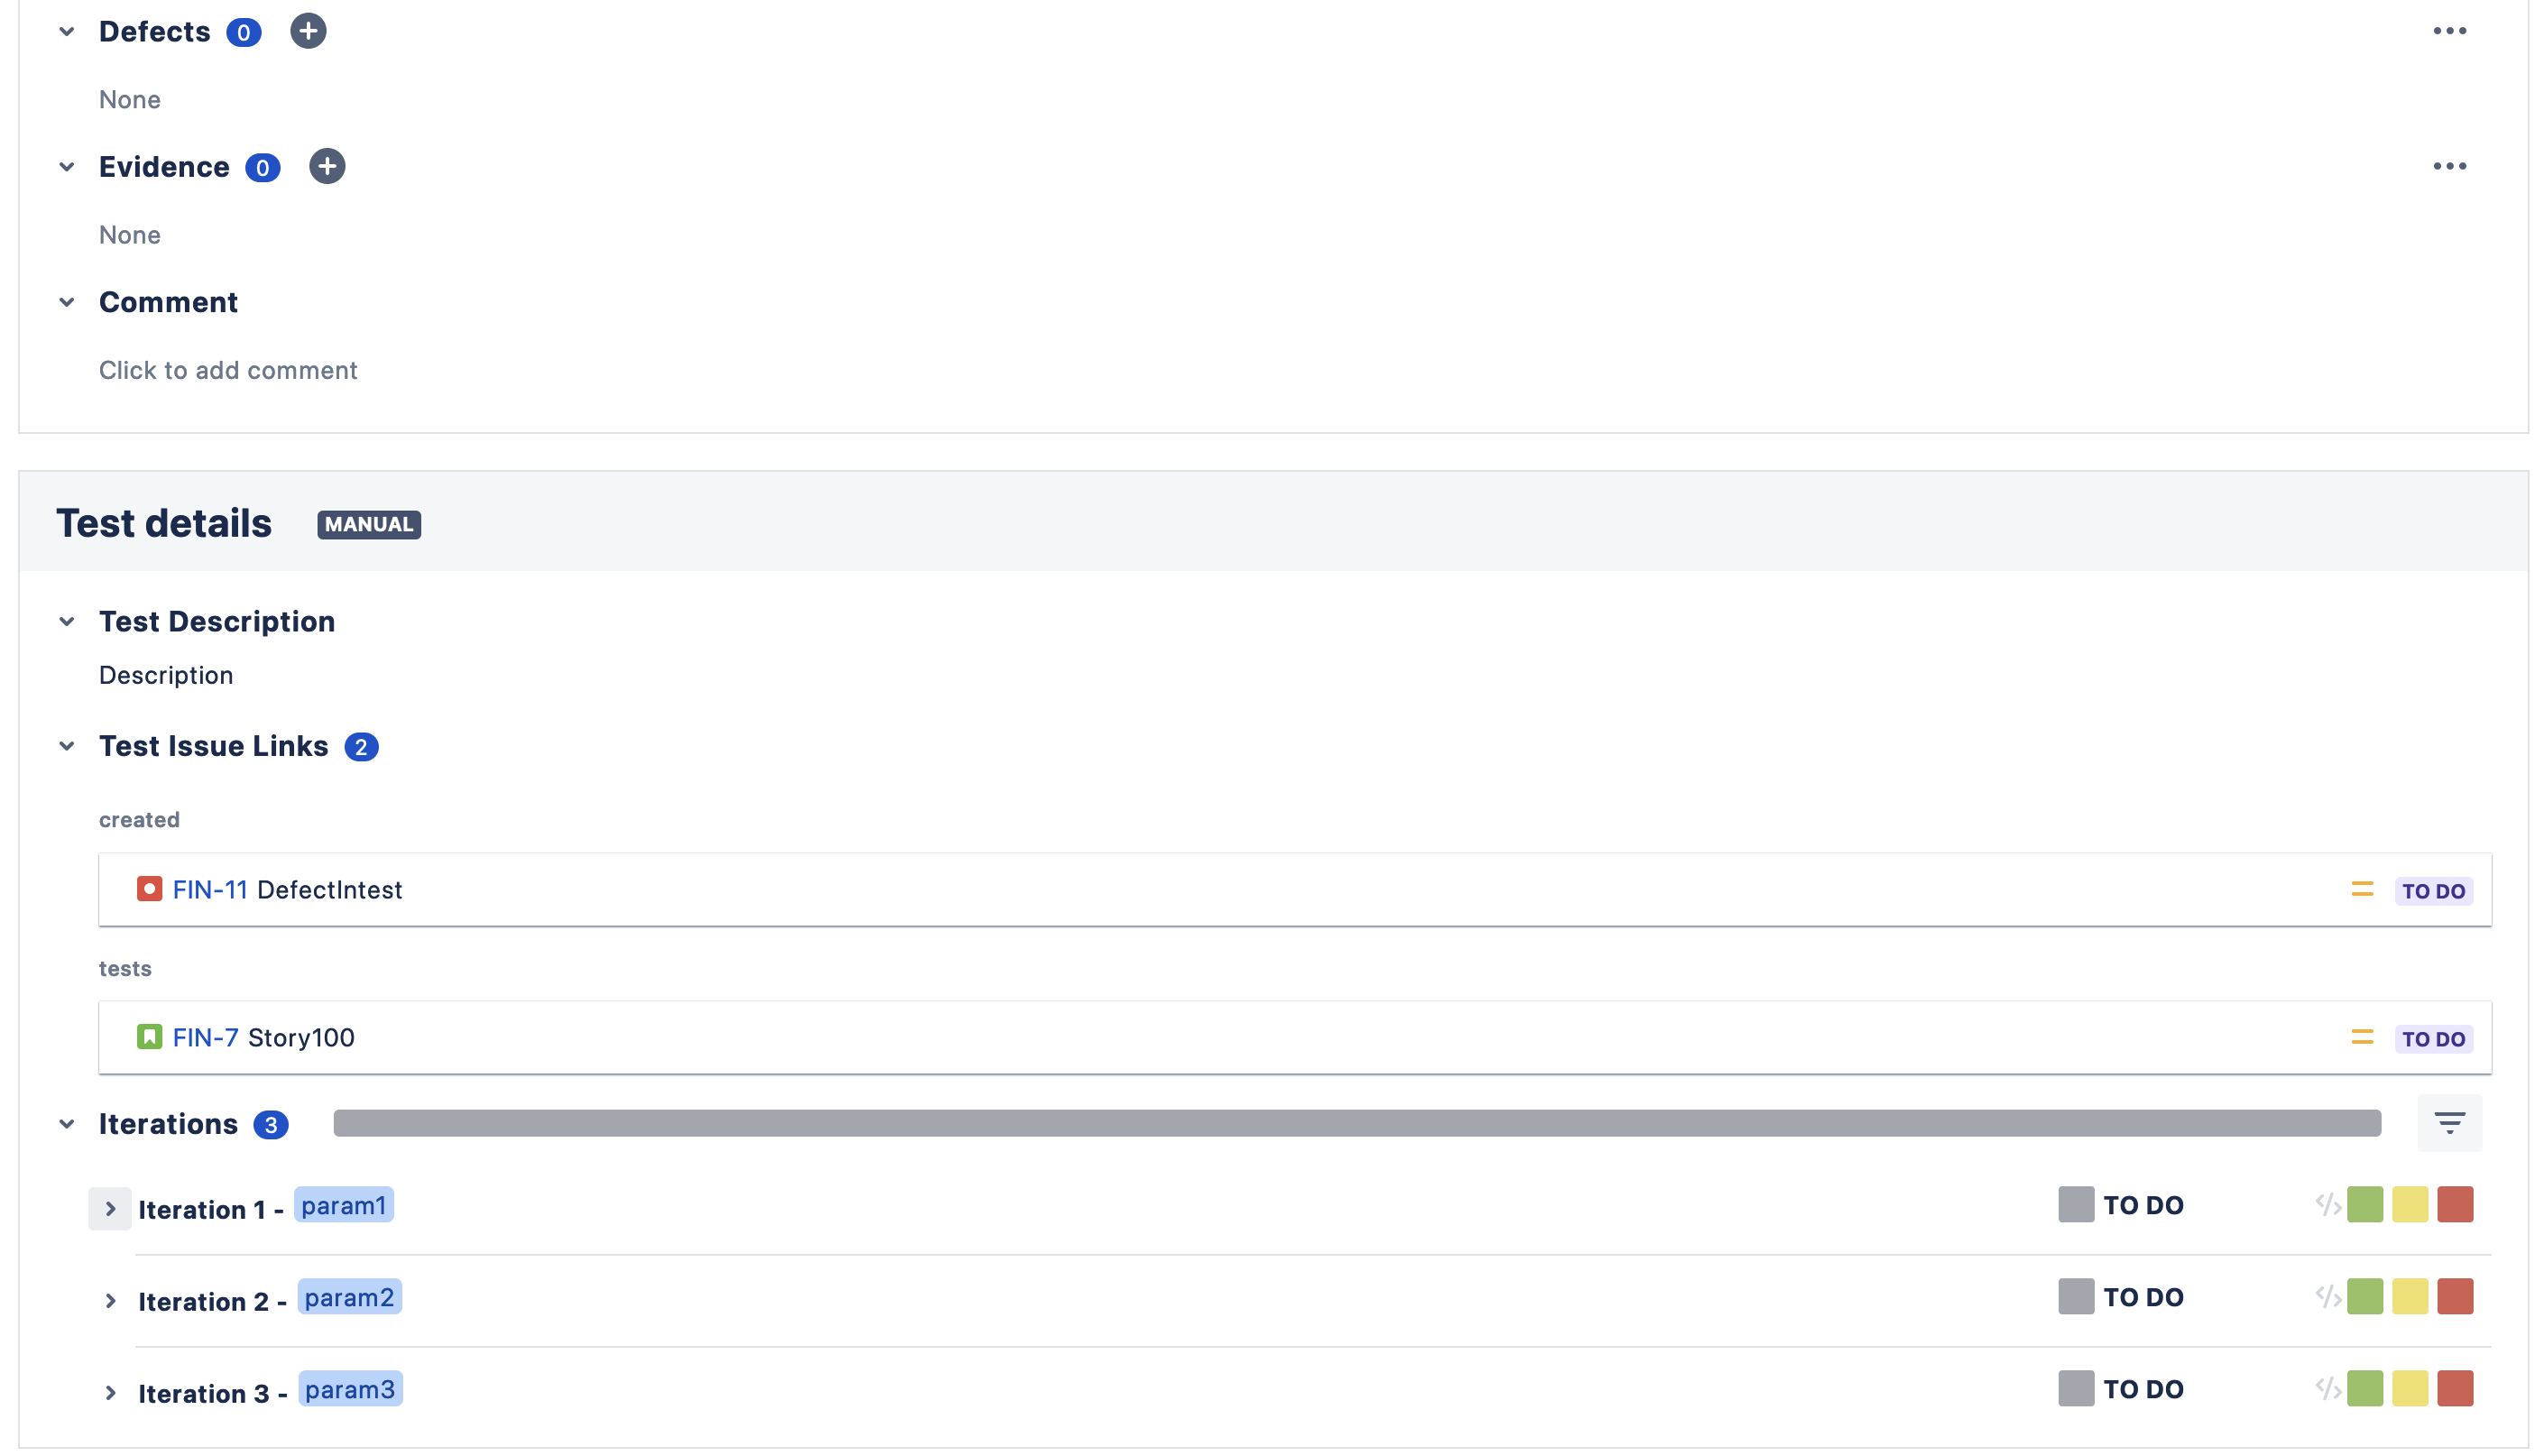 Defects 0
None
Evidence 0
None
Comment
Click to add comment
Test details MANUAL
Test Description
Description
Test Issue Links 2
created
FIN-11 DefectIntest TO DO
tests
FIN-7 Story100 TO DO
Iterations 3
Iteration 1 - param1 TO DO
Iteration 2 - param2 TO DO
Iteration 3 - param3 TO DO